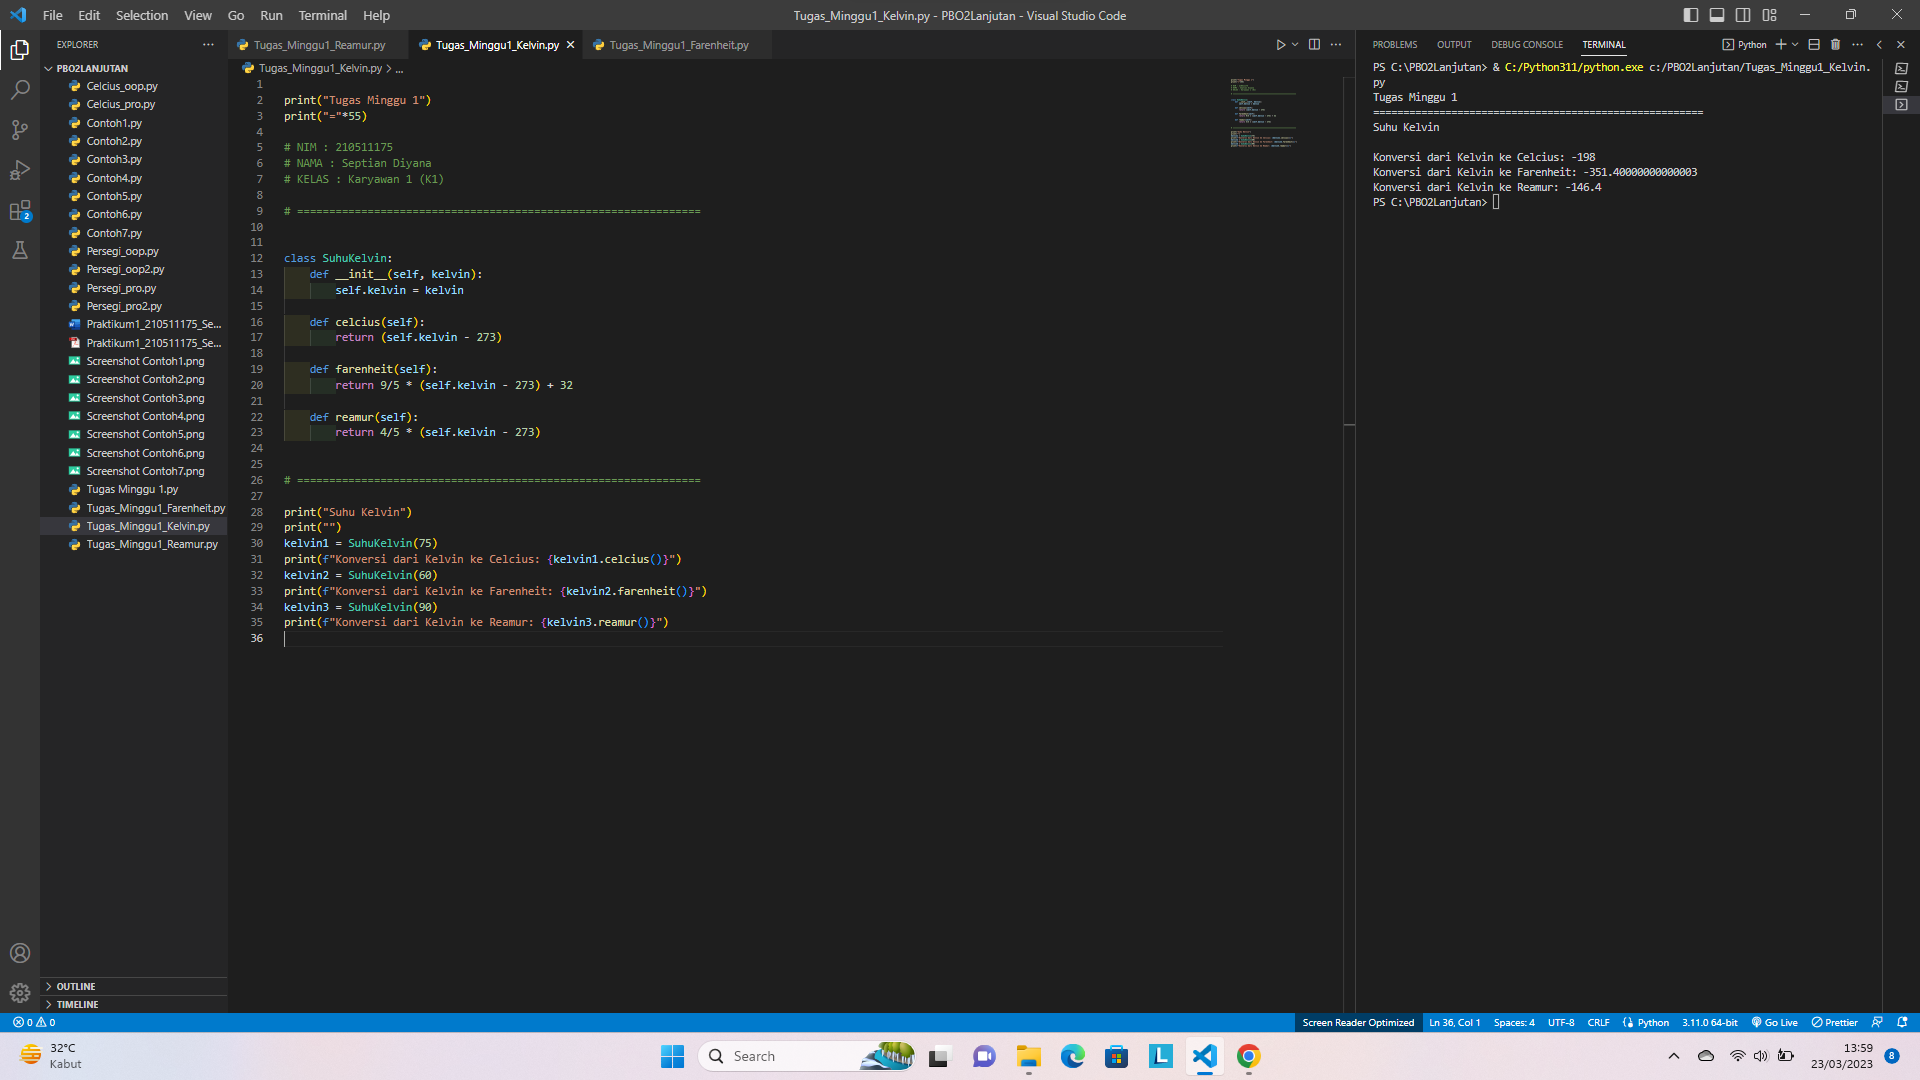 File Edit Selection View Go Run Terminal Help
Tugas_Minggu1_Kelvin.py - PBO2Lanjutan - Visual Studio Code
EXPLORER
PBO2LANJUTAN
Celcius_oop.py
Celcius_pro.py
Contoh1.py
Contoh2.py
Contoh3.py
Contoh4.py
Contoh5.py
Contoh6.py
Contoh7.py
Persegi_oop.py
Persegi_oop2.py
Persegi_pro.py
Persegi_pro2.py
Praktikum1_210511175_Se...
Praktikum1_210511175_Se...
Screenshot Contoh1.png
Screenshot Contoh2.png
Screenshot Contoh3.png
Screenshot Contoh4.png
Screenshot Contoh5.png
Screenshot Contoh6.png
Screenshot Contoh7.png
Tugas Minggu 1.py
Tugas_Minggu1_Farenheit.py
Tugas_Minggu1_Kelvin.py
Tugas_Minggu1_Reamur.py
OUTLINE
TIMELINE
2
Tugas_Minggu1_Reamur.py Tugas_Minggu1_Kelvin.py Tugas_Minggu1_Farenheit.py
Tugas_Minggu1_Kelvin.py > ...
1
2 print("Tugas Minggu 1")
3 print("="*55)
4
5 # NIM : 210511175
6 # NAMA : Septian Diyana
7 # KELAS : Karyawan 1 (K1)
8
9 # ===============================================================
10
11
12 class SuhuKelvin:
13     def __init__(self, kelvin):
14         self.kelvin = kelvin
15
16     def celcius(self):
17         return (self.kelvin - 273)
18
19     def farenheit(self):
20         return 9/5 * (self.kelvin - 273) + 32
21
22     def reamur(self):
23         return 4/5 * (self.kelvin - 273)
24
25
26 # ===============================================================
27
28 print("Suhu Kelvin")
29 print("")
30 kelvin1 = SuhuKelvin(75)
31 print(f"Konversi dari Kelvin ke Celcius: {kelvin1.celcius()}")
32 kelvin2 = SuhuKelvin(60)
33 print(f"Konversi dari Kelvin ke Farenheit: {kelvin2.farenheit()}")
34 kelvin3 = SuhuKelvin(90)
35 print(f"Konversi dari Kelvin ke Reamur: {kelvin3.reamur()}")
36
PROBLEMS OUTPUT DEBUG CONSOLE TERMINAL Python
PS C:\PBO2Lanjutan> & C:/Python311/python.exe c:/PBO2Lanjutan/Tugas_Minggu1_Kelvin.
py
Tugas Minggu 1
=======================================================
Suhu Kelvin
Konversi dari Kelvin ke Celcius: -198
Konversi dari Kelvin ke Farenheit: -351.40000000000003
Konversi dari Kelvin ke Reamur: -146.4
PS C:\PBO2Lanjutan>
0 0
Screen Reader Optimized Ln 36, Col 1 Spaces: 4 UTF-8 CRLF Python 3.11.0 64-bit Go Live Prettier
32°C
Kabut
Search
13:59
23/03/2023
8